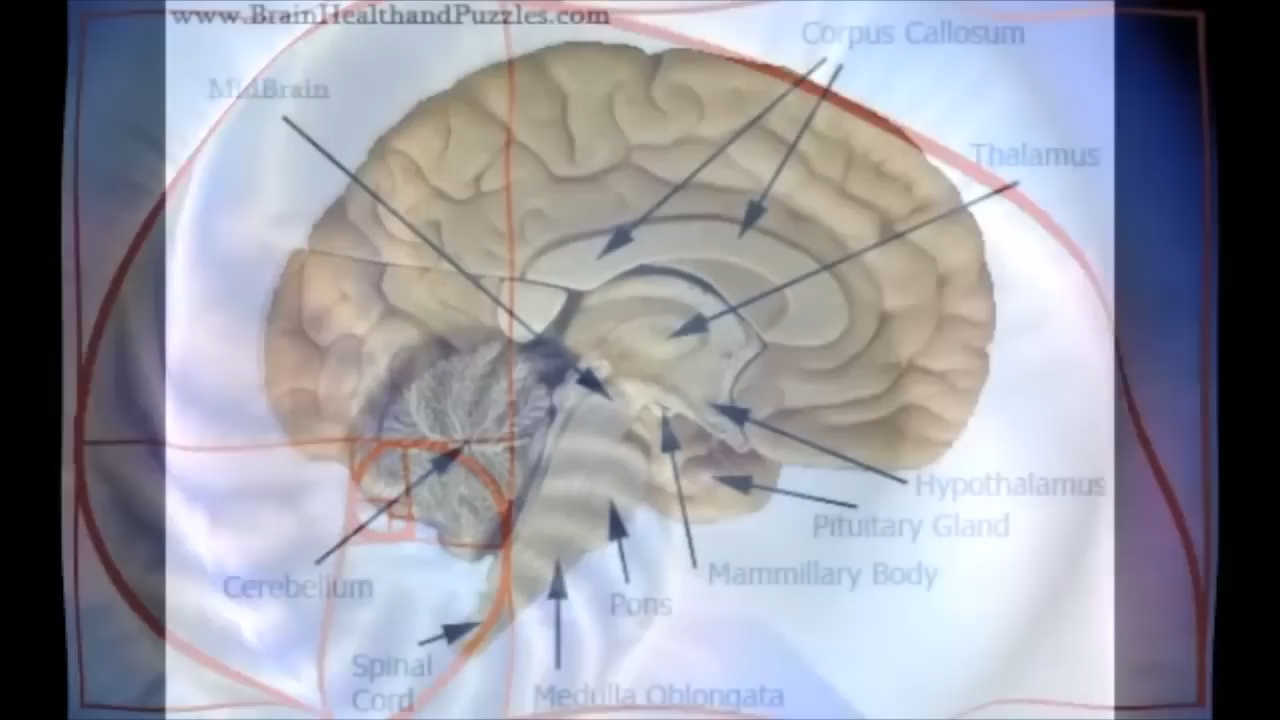 www.BrainHealthandPuzzles.com
Corpus Callosum
MidBrain
Thalamus
Hypothalamus
Pituitary Gland
Mammillary Body
Cerebellum
Pons
Spinal
Cord
Medulla Oblongata